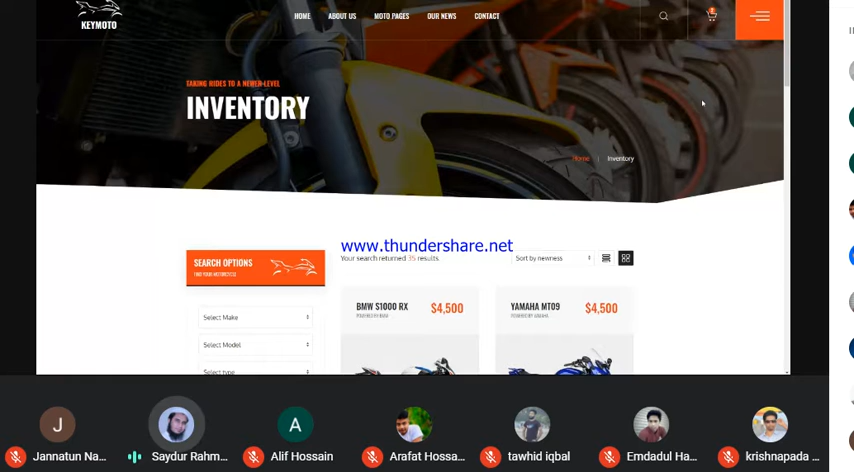 KEYMOTO
HOME ABOUT US MOTO PAGES OUR NEWS CONTACT
TAKING RIDES TO A NEWER LEVEL
INVENTORY
Home | Inventory
www.thundershare.net
SEARCH OPTIONS
FIND YOUR MOTORCYCLE
Your search returned 35 results.
Sort by newness
Select Make
Select Model
Select type
BMW S1000 RX $4,500
YAMAHA MT09 $4,500
J
Jannatun Na...
Saydur Rahm...
A
Alif Hossain
Arafat Hossa...
tawhid iqbal
Emdadul Ha...
krishnapada ...